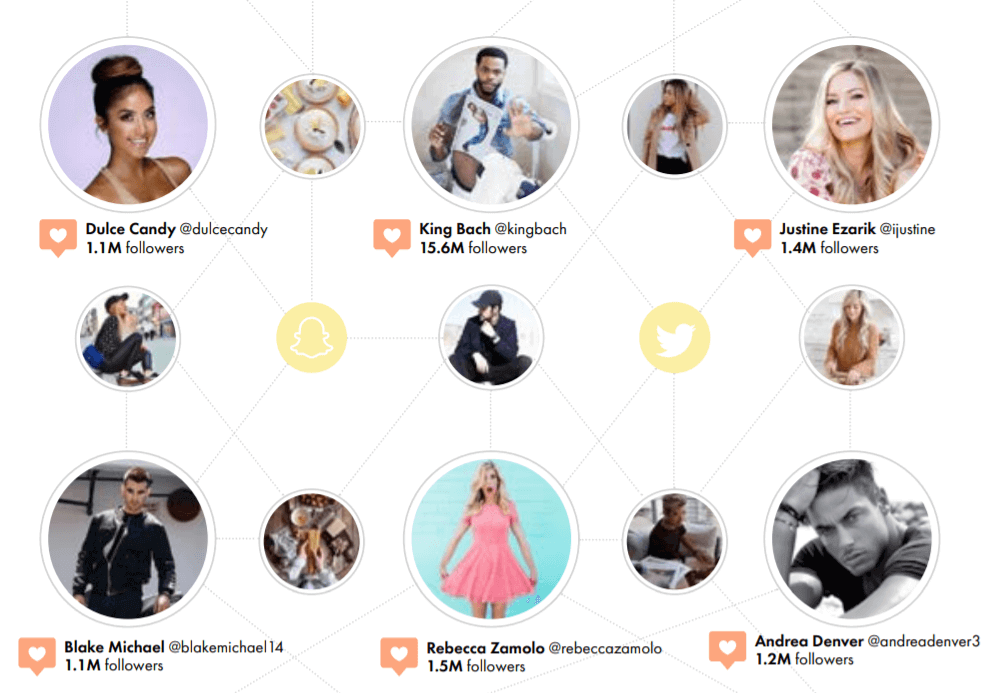 Dulce Candy @dulcecandy
1.1M followers
King Bach @kingbach
15.6M followers
Justine Ezarik @ijustine
1.4M followers
Blake Michael @blakemichael14
1.1M followers
Rebecca Zamolo @rebeccazamolo
1.5M followers
Andrea Denver @andreadenver3
1.2M followers